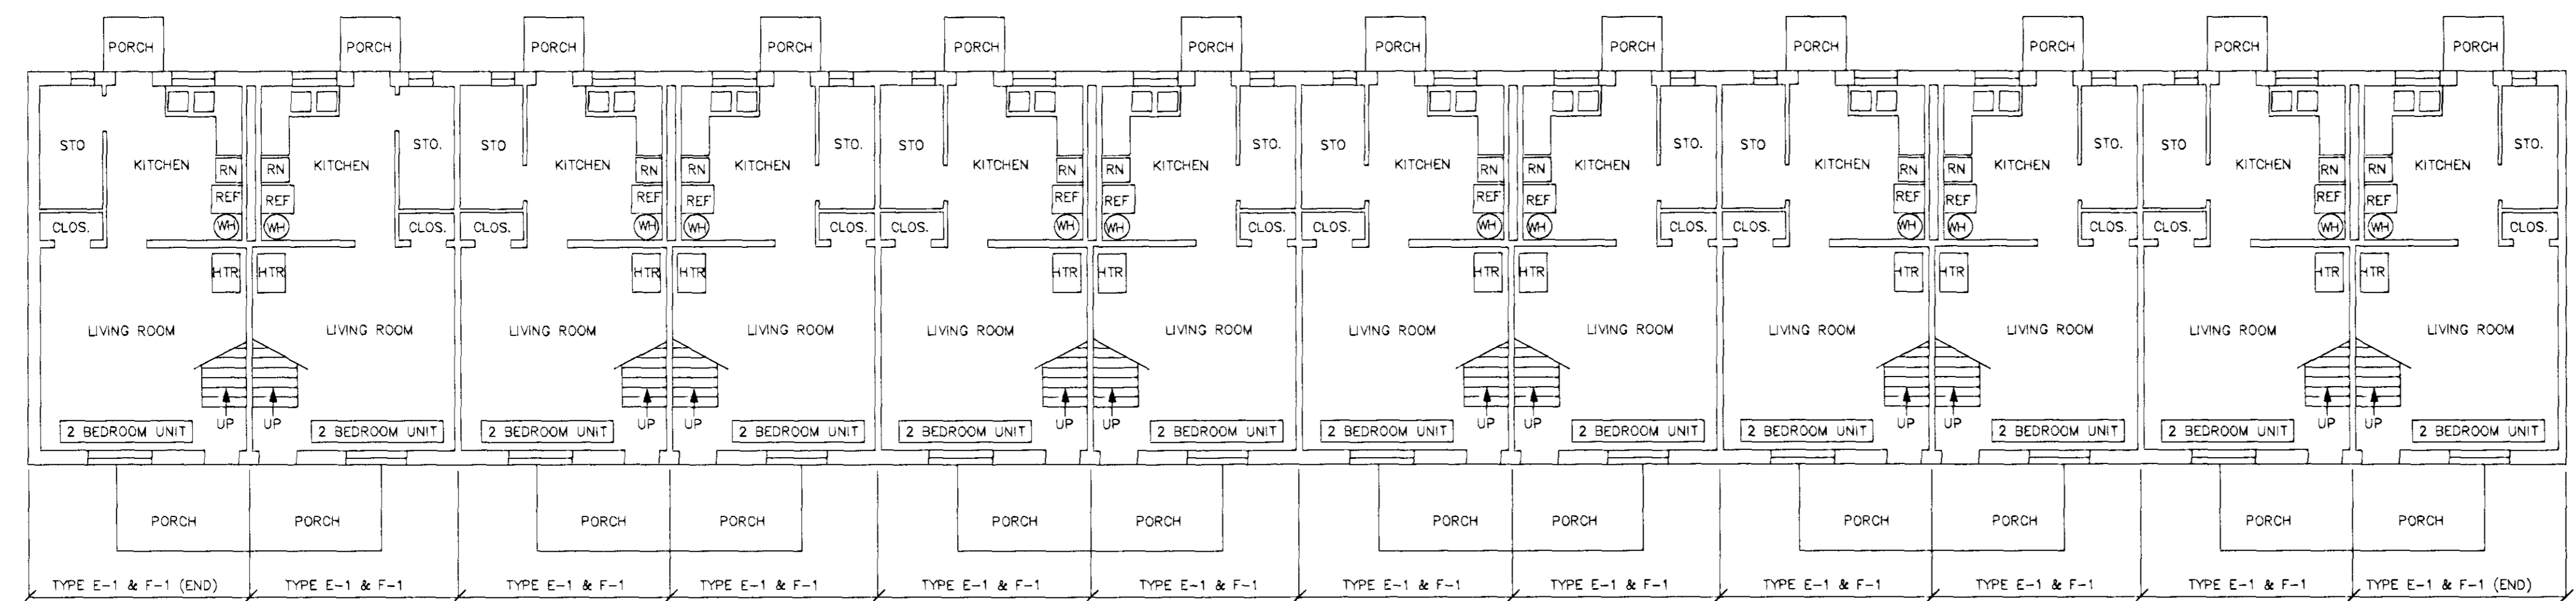 PORCH PORCH PORCH PORCH PORCH PORCH PORCH PORCH PORCH PORCH PORCH PORCH
STO STO. STO STO. STO STO. STO STO. STO STO. STO STO.
KITCHEN KITCHEN KITCHEN KITCHEN KITCHEN KITCHEN KITCHEN KITCHEN KITCHEN KITCHEN KITCHEN KITCHEN
RN RN RN RN RN RN RN RN RN RN RN RN
REF REF REF REF REF REF REF REF REF REF REF REF
CLOS. WH WH CLOS. CLOS. WH WH CLOS. CLOS. WH WH CLOS. CLOS. WH WH CLOS. CLOS. WH WH CLOS. CLOS. WH WH CLOS.
HTR HTR HTR HTR HTR HTR HTR HTR HTR HTR HTR HTR
LIVING ROOM LIVING ROOM LIVING ROOM LIVING ROOM LIVING ROOM LIVING ROOM LIVING ROOM LIVING ROOM LIVING ROOM LIVING ROOM LIVING ROOM LIVING ROOM
UP UP UP UP UP UP UP UP UP UP UP UP
2 BEDROOM UNIT 2 BEDROOM UNIT 2 BEDROOM UNIT 2 BEDROOM UNIT 2 BEDROOM UNIT 2 BEDROOM UNIT 2 BEDROOM UNIT 2 BEDROOM UNIT 2 BEDROOM UNIT 2 BEDROOM UNIT 2 BEDROOM UNIT 2 BEDROOM UNIT
PORCH PORCH PORCH PORCH PORCH PORCH PORCH PORCH PORCH PORCH PORCH PORCH
TYPE E-1 & F-1 (END) TYPE E-1 & F-1 TYPE E-1 & F-1 TYPE E-1 & F-1 TYPE E-1 & F-1 TYPE E-1 & F-1 TYPE E-1 & F-1 TYPE E-1 & F-1 TYPE E-1 & F-1 TYPE E-1 & F-1 TYPE E-1 & F-1 TYPE E-1 & F-1 (END)